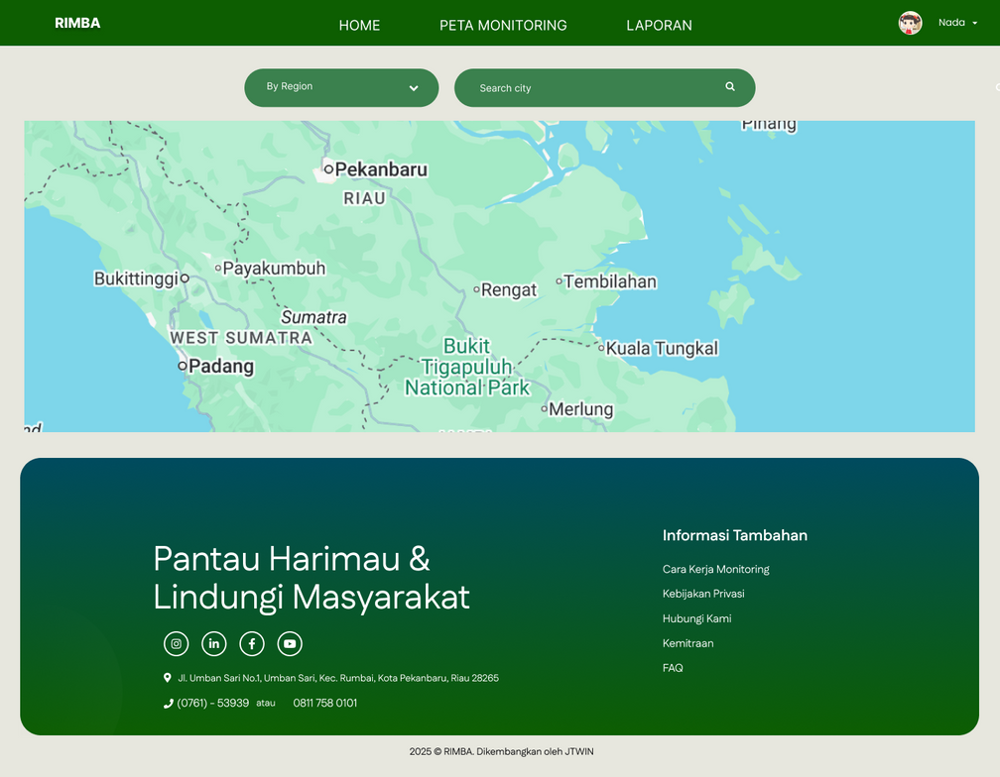 RIMBA
HOME
PETA MONITORING
LAPORAN
Nada
By Region
Search city
Pinang
Pekanbaru
RIAU
Payakumbuh
Bukittinggi
Rengat
Tembilahan
Sumatra
WEST SUMATRA
Padang
Bukit
Tigapuluh
National Park
Kuala Tungkal
Merlung
Pantau Harimau &
Lindungi Masyarakat
Jl. Umban Sari No.1, Umban Sari, Kec. Rumbai, Kota Pekanbaru, Riau 28265
(0761) - 53939 atau 0811 758 0101
Informasi Tambahan
Cara Kerja Monitoring
Kebijakan Privasi
Hubungi Kami
Kemitraan
FAQ
2025 © RIMBA. Dikembangkan oleh JTWIN